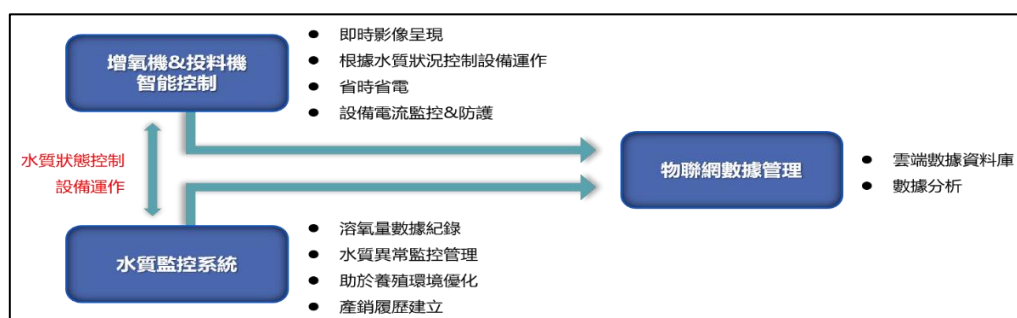 增氧機&投料機
智能控制
● 即時影像呈現
● 根據水質狀況控制設備運作
● 省時省電
● 設備電流監控&防護
水質狀態控制
設備運作
物聯網數據管理
● 雲端數據資料庫
● 數據分析
水質監控系統
● 溶氧量數據紀錄
● 水質異常監控管理
● 助於養殖環境優化
● 產銷履歷建立